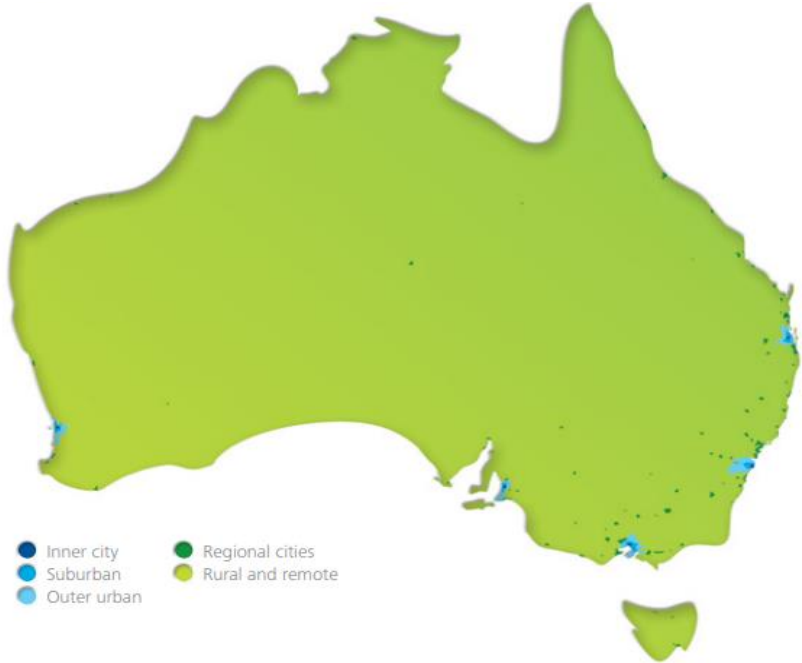 Inner city
Suburban
Outer urban
Regional cities
Rural and remote